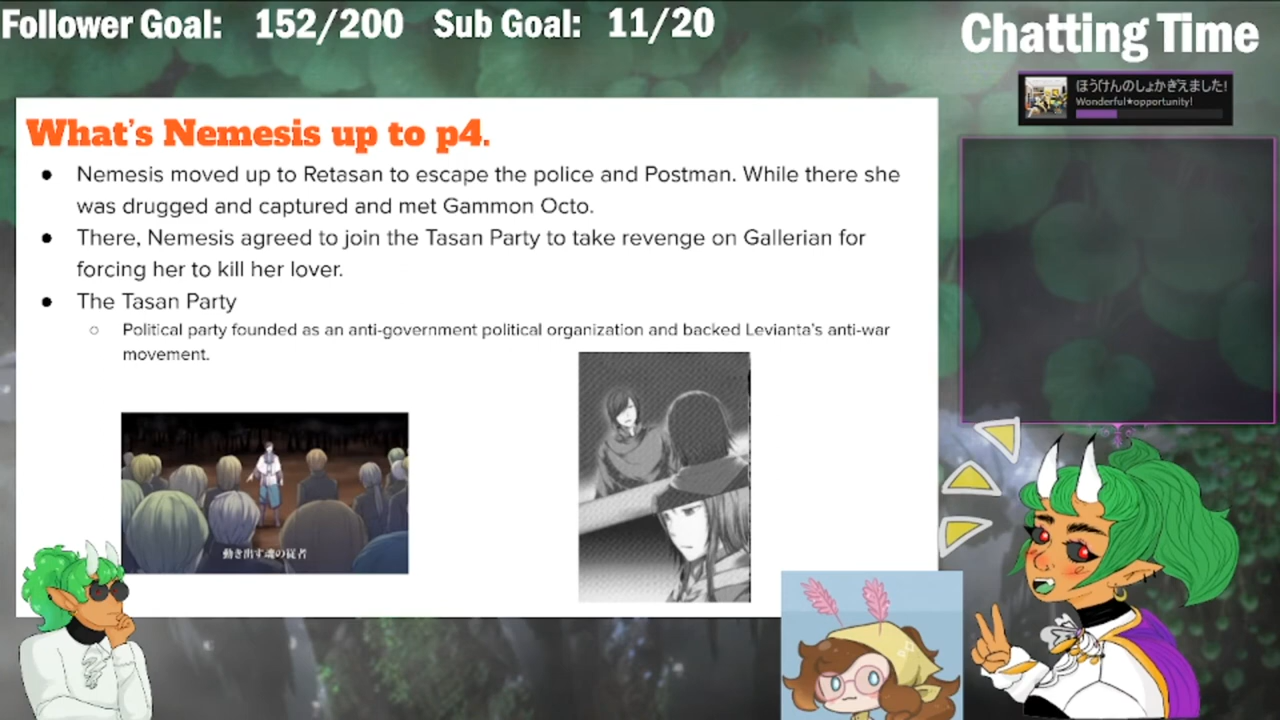 Follower Goal: 152/200 Sub Goal: 11/20
Chatting Time
ほうけんのしょかぎえました!
Wonderful★opportunity!
What's Nemesis up to p4.
Nemesis moved up to Retasan to escape the police and Postman. While there she
was drugged and captured and met Gammon Octo.
There, Nemesis agreed to join the Tasan Party to take revenge on Gallerian for
forcing her to kill her lover.
The Tasan Party
Political party founded as an anti-government political organization and backed Levianta's anti-war
movement.
動き出す魂の従者